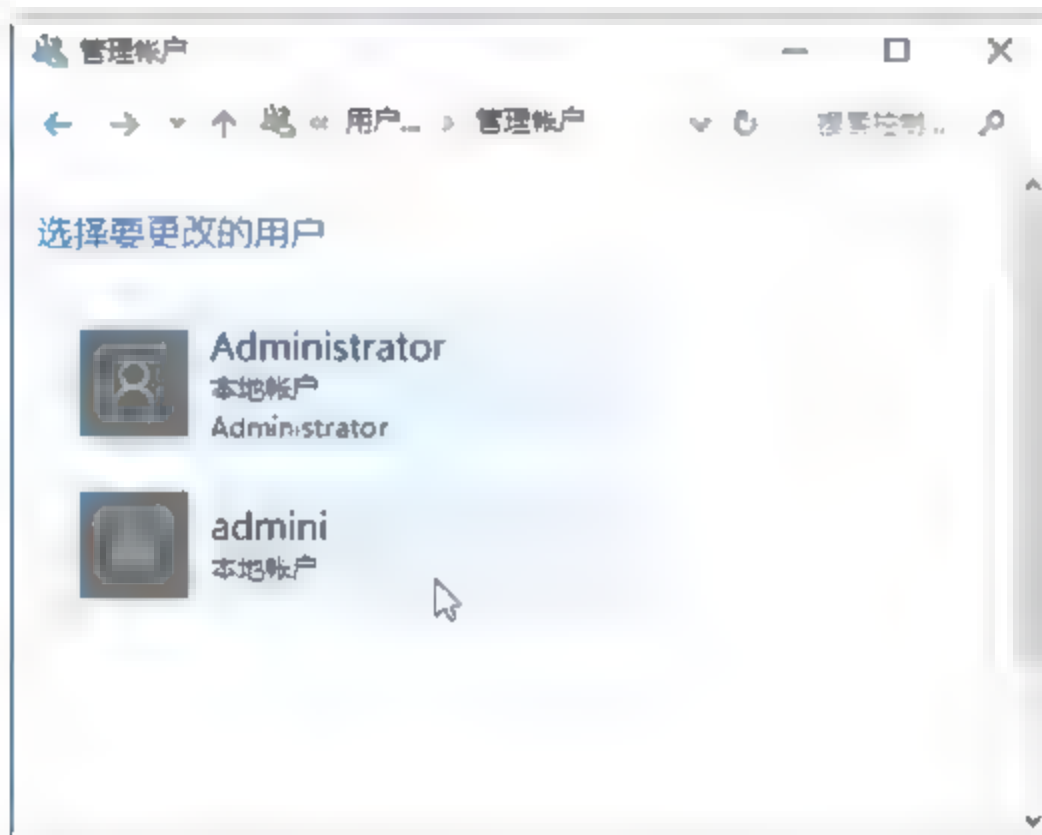 管理帐户
« 用户... › 管理帐户 搜索控制...
选择要更改的用户
Administrator
本地帐户
Administrator
admini
本地帐户